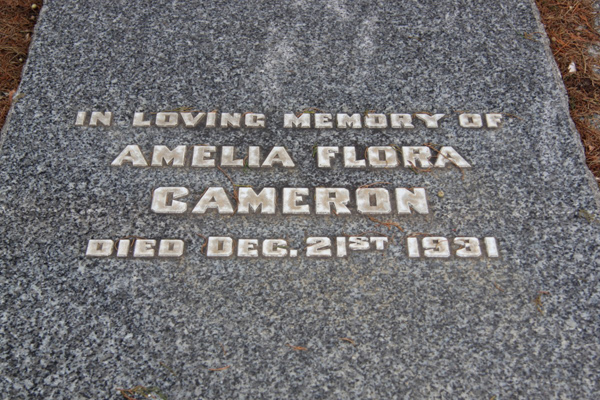 IN LOVING MEMORY OF
AMELIA FLORA
CAMERON
DIED DEC. 21ST 1931